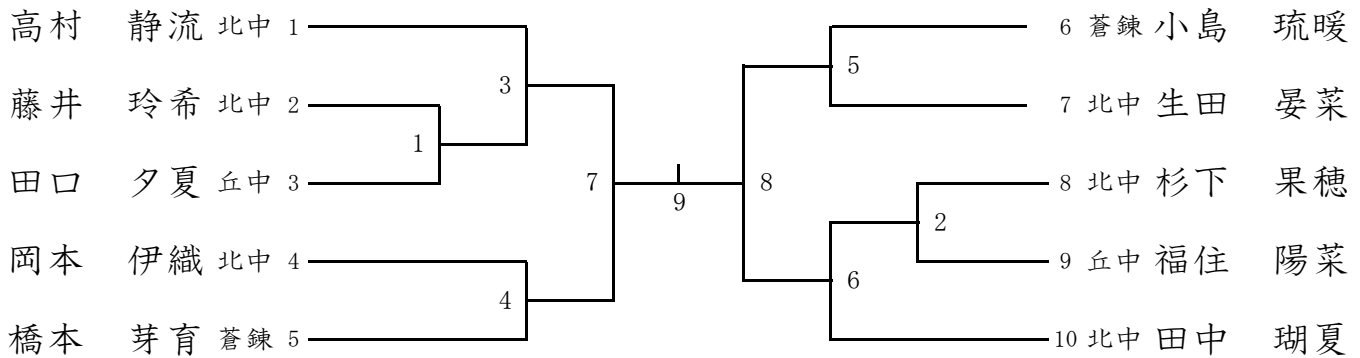 高村 静流 北中 1
3
藤井 玲希 北中 2
1
田口 夕夏 丘中 3
7
岡本 伊織 北中 4
4
橋本 芽育 蒼錬 5
9
6 蒼錬 小島 琉暖
5
7 北中 生田 晏菜
8
8 北中 杉下 果穂
2
9 丘中 福住 陽菜
6
10 北中 田中 瑚夏